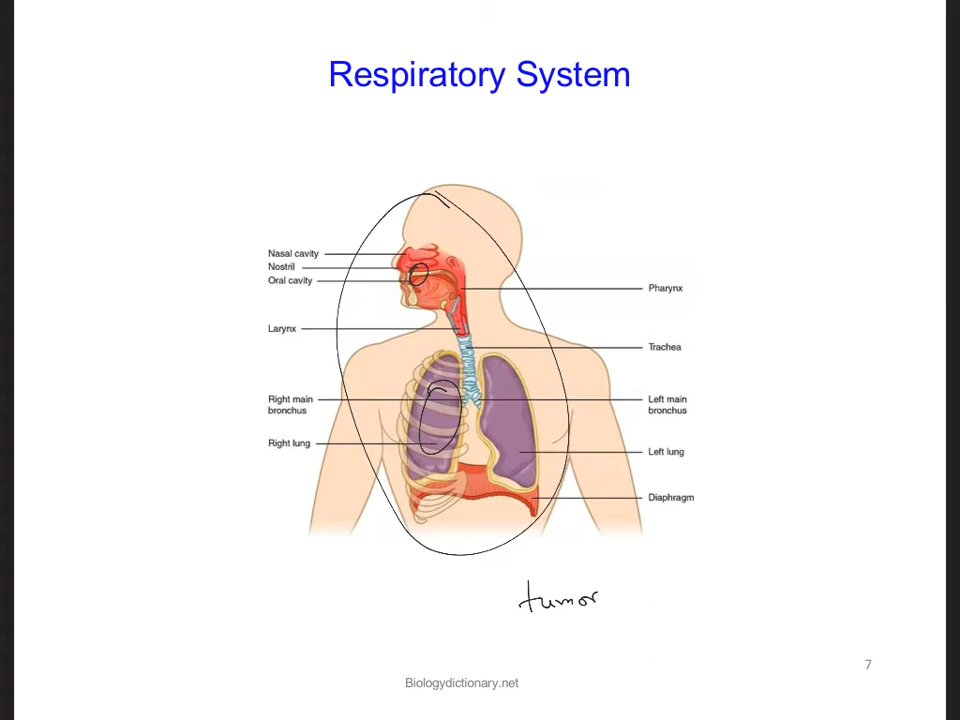 Respiratory System
Nasal cavity
Nostril
Oral cavity
Pharynx
Larynx
Trachea
Right main
bronchus
Left main
bronchus
Right lung
Left lung
Diaphragm
tumor
7
Biologydictionary.net